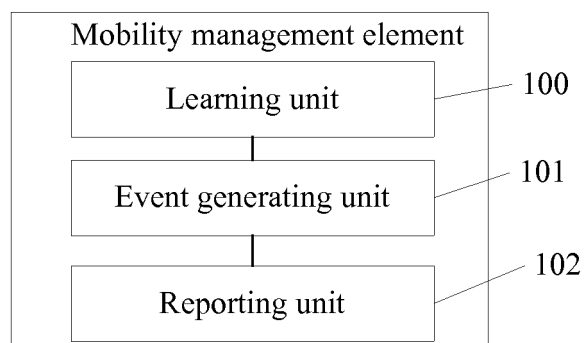 Mobility management element
Learning unit
100
Event generating unit
101
Reporting unit
102